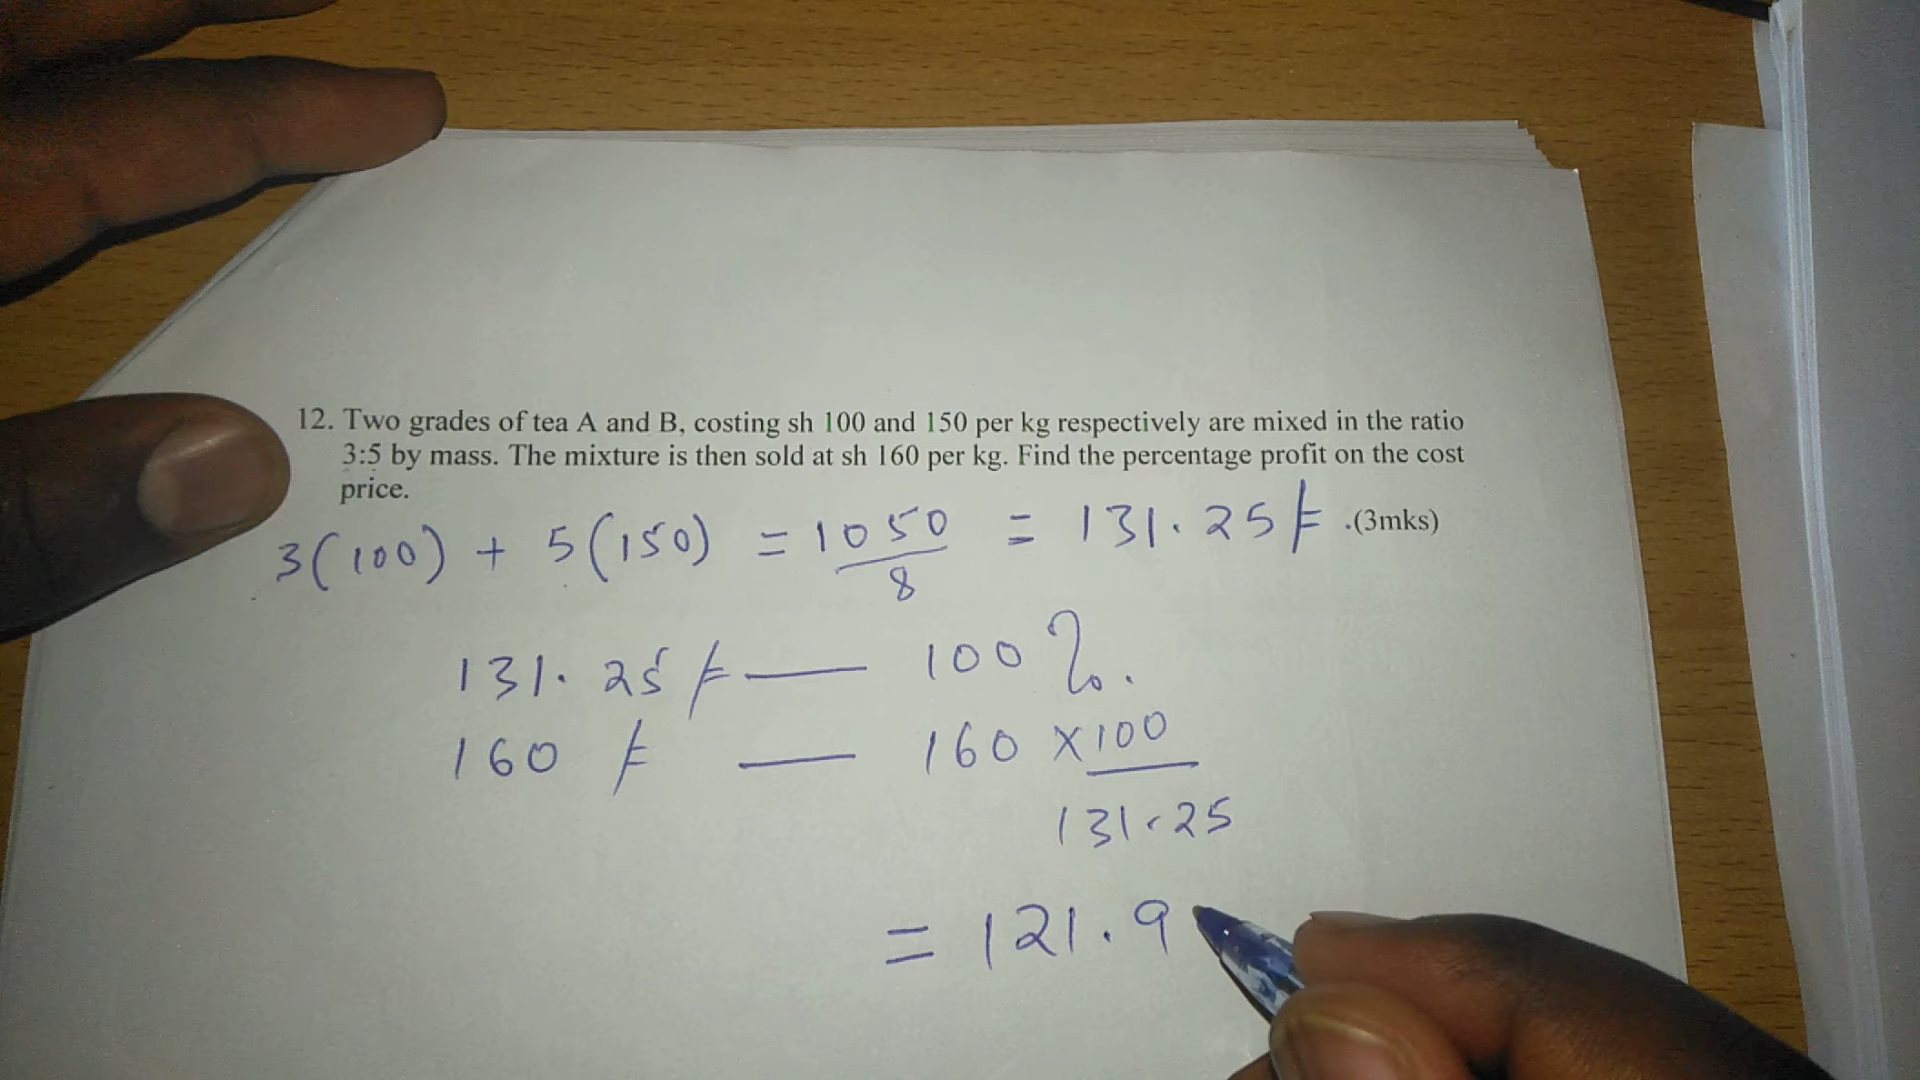 12. Two grades of tea A and B, costing sh 100 and 150 per kg respectively are mixed in the ratio
3:5 by mass. The mixture is then sold at sh 160 per kg. Find the percentage profit on the cost
price.
.(3mks)
3(100) + 5(150) = 1050/8 = 131.25/=
131.25/= — 100%.
160/= — 160 × 100
131.25
= 121.9